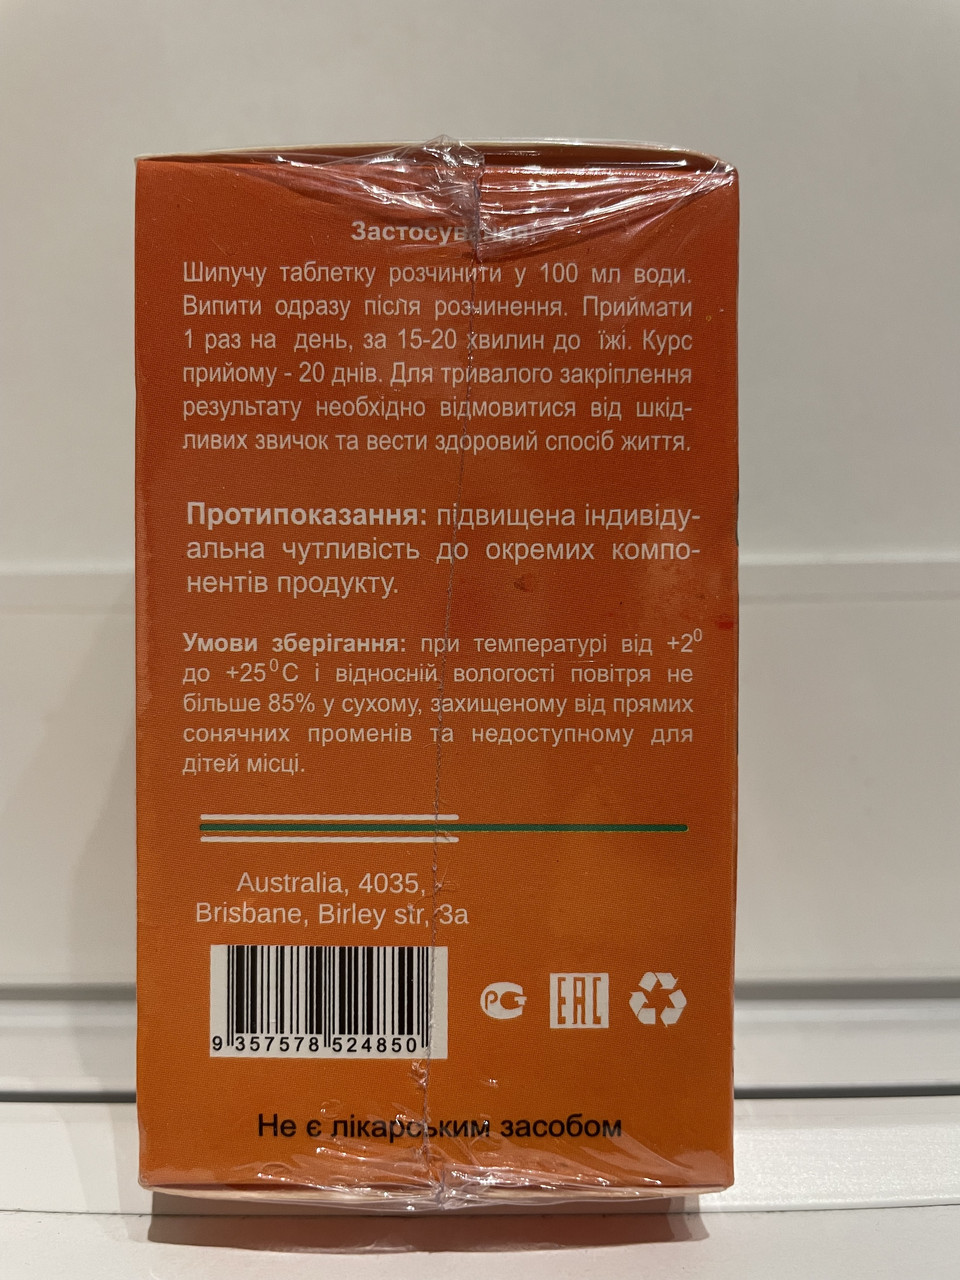 Застосування:
Шипучу таблетку розчинити у 100 мл води.
Випити одразу після розчинення. Приймати
1 раз на день, за 15-20 хвилин до їжі. Курс
прийому - 20 днів. Для тривалого закріплення
результату необхідно відмовитися від шкід-
ливих звичок та вести здоровий спосіб життя.
Протипоказання: підвищена індивіду-
альна чутливість до окремих компо-
нентів продукту.
Умови зберігання: при температурі від +2⁰
до +25⁰С і відносній вологості повітря не
більше 85% у сухому, захищеному від прямих
сонячних променів та недоступному для
дітей місці.
Australia, 4035,
Brisbane, Birley str, 3a
9 357578 524850
РСТ EAC
Не є лікарським засобом